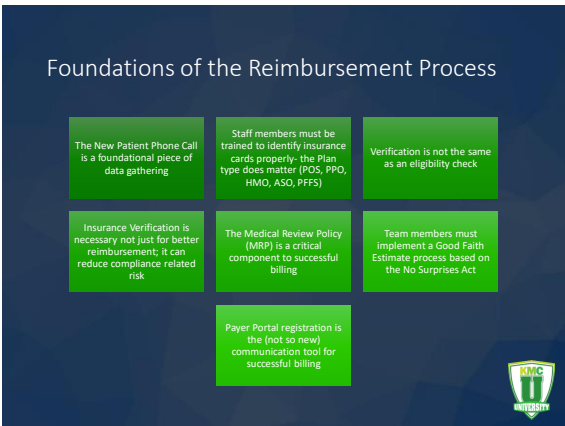 Foundations of the Reimbursement Process
The New Patient Phone Call
is a foundational piece of
data gathering
Staff members must be
trained to identify insurance
cards properly- the Plan
type does matter (POS, PPO,
HMO, ASO, PFFS)
Verification is not the same
as an eligibility check
Insurance Verification is
necessary not just for better
reimbursement; it can
reduce compliance related
risk
The Medical Review Policy
(MRP) is a critical
component to successful
billing
Team members must
implement a Good Faith
Estimate process based on
the No Surprises Act
Payer Portal registration is
the (not so new)
communication tool for
successful billing
KMC
U
UNIVERSITY